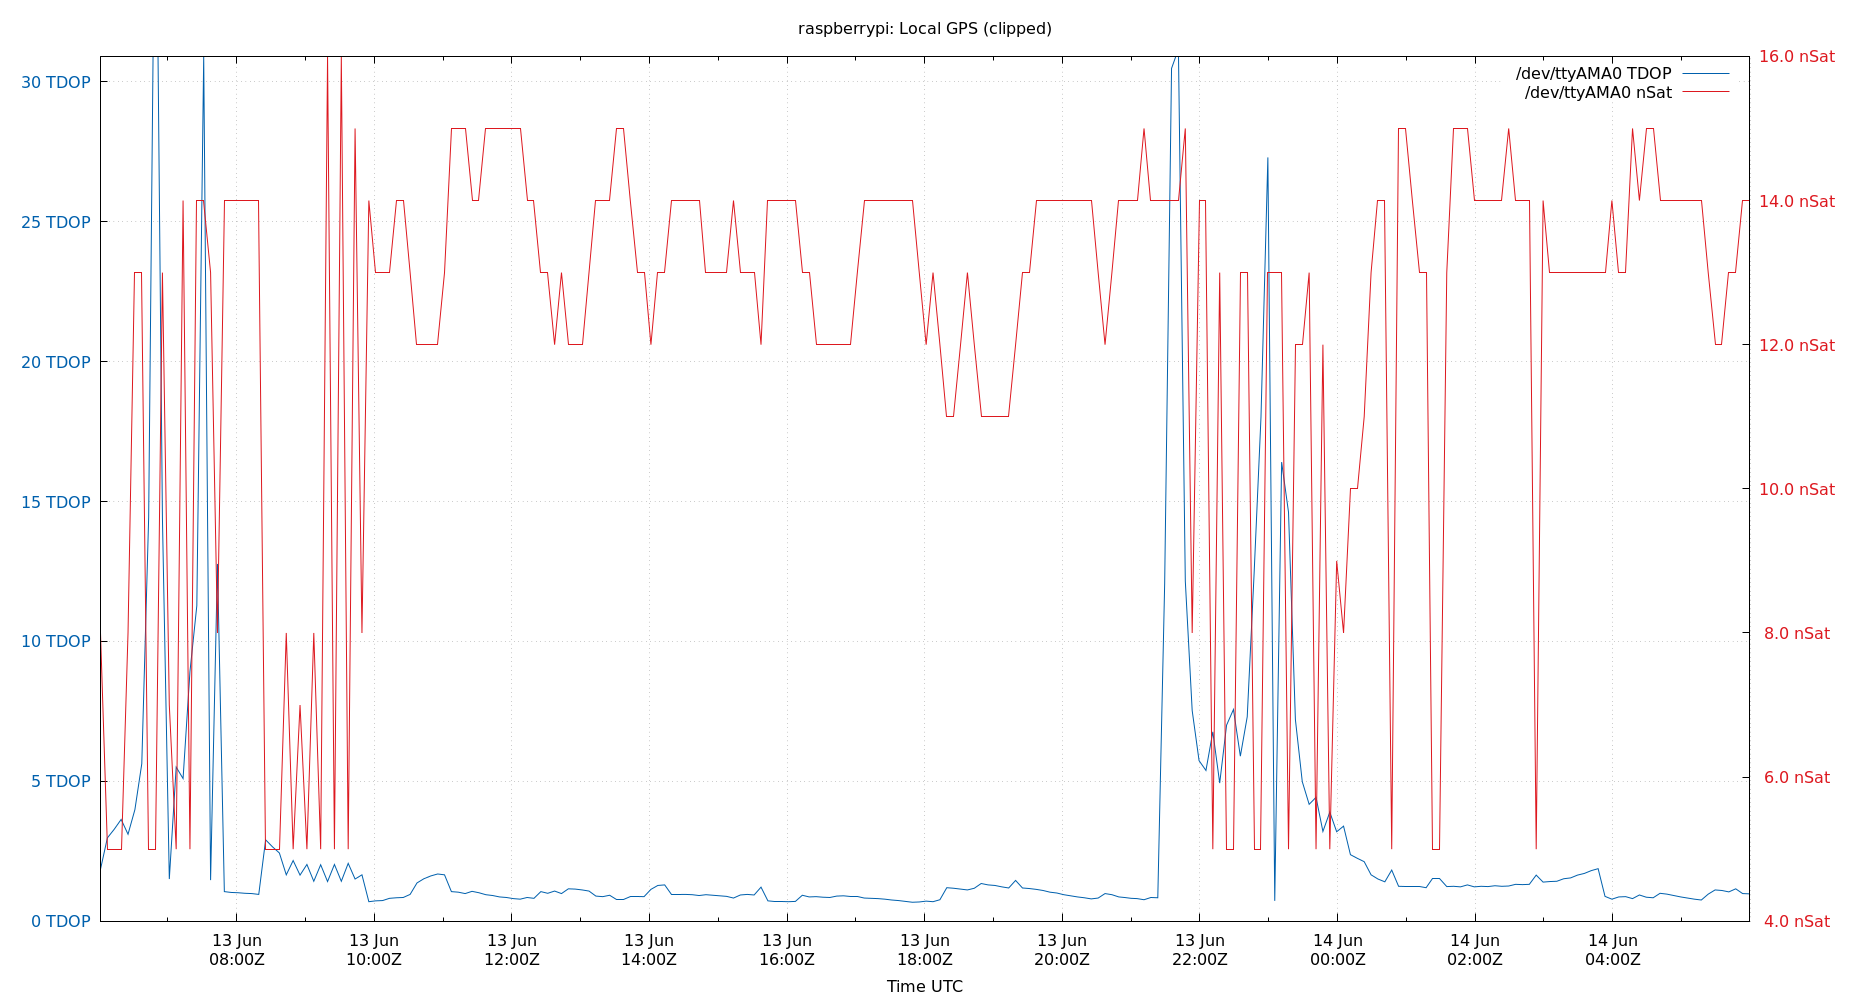 raspberrypi: Local GPS (clipped)
/dev/ttyAMA0 TDOP
/dev/ttyAMA0 nSat
30 TDOP
25 TDOP
20 TDOP
15 TDOP
10 TDOP
5 TDOP
0 TDOP
16.0 nSat
14.0 nSat
12.0 nSat
10.0 nSat
8.0 nSat
6.0 nSat
4.0 nSat
13 Jun
08:00Z
13 Jun
10:00Z
13 Jun
12:00Z
13 Jun
14:00Z
13 Jun
16:00Z
13 Jun
18:00Z
13 Jun
20:00Z
13 Jun
22:00Z
14 Jun
00:00Z
14 Jun
02:00Z
14 Jun
04:00Z
Time UTC